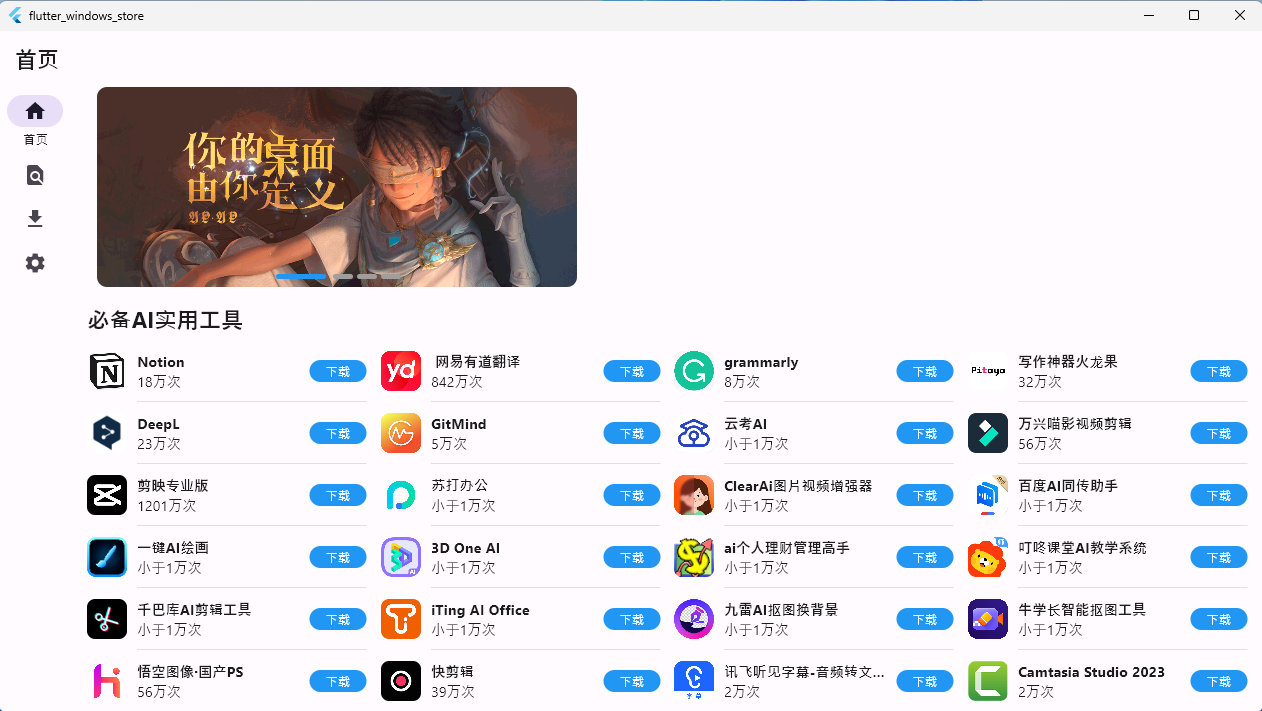 flutter_windows_store
首页
首页
你的桌面
由你定义
必备AI实用工具
Notion
18万次
下载
yd
网易有道翻译
842万次
下载
grammarly
8万次
下载
Pitaya
写作神器火龙果
32万次
下载
DeepL
23万次
下载
GitMind
5万次
下载
云考AI
小于1万次
下载
万兴喵影视频剪辑
56万次
下载
剪映专业版
1201万次
下载
苏打办公
小于1万次
下载
ClearAi图片视频增强器
小于1万次
下载
百度AI同传助手
小于1万次
下载
一键AI绘画
小于1万次
下载
3D One AI
小于1万次
下载
ai个人理财管理高手
小于1万次
下载
叮咚课堂AI教学系统
小于1万次
下载
千巴库AI剪辑工具
小于1万次
下载
iTing AI Office
小于1万次
下载
九雷AI抠图换背景
小于1万次
下载
牛学长智能抠图工具
小于1万次
下载
悟空图像·国产PS
56万次
下载
快剪辑
39万次
下载
字幕
讯飞听见字幕-音频转文...
2万次
下载
Camtasia Studio 2023
2万次
下载